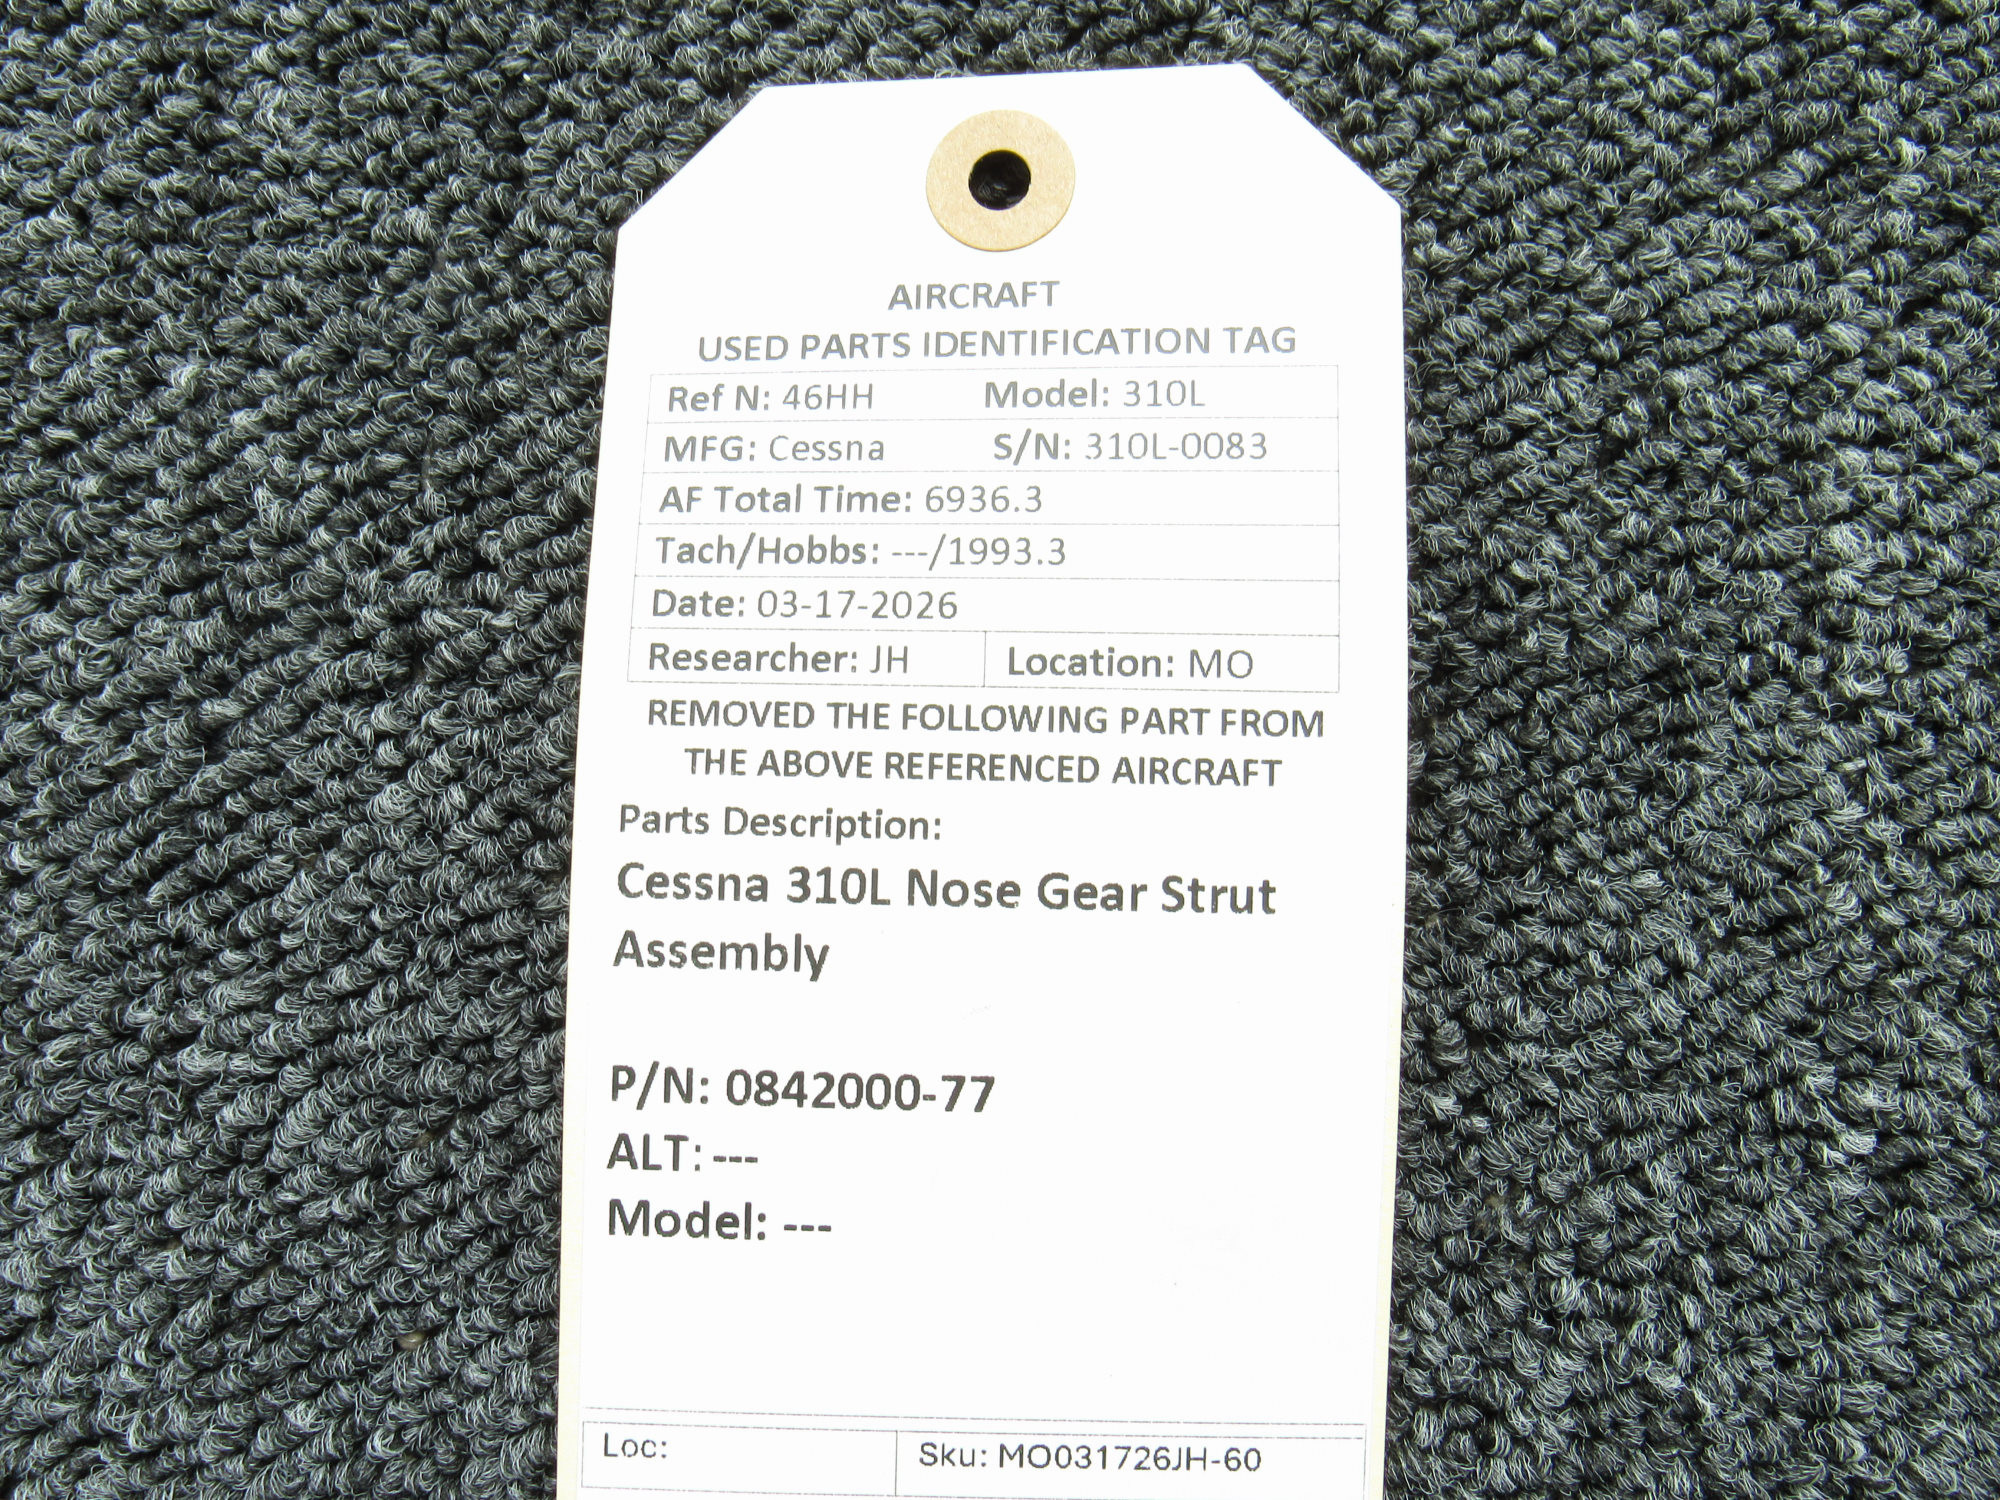 AIRCRAFT
USED PARTS IDENTIFICATION TAG
Ref N: 46HH Model: 310L
MFG: Cessna S/N: 310L-0083
AF Total Time: 6936.3
Tach/Hobbs: ---/1993.3
Date: 03-17-2026
Researcher: JH Location: MO
REMOVED THE FOLLOWING PART FROM
THE ABOVE REFERENCED AIRCRAFT
Parts Description:
Cessna 310L Nose Gear Strut
Assembly
P/N: 0842000-77
ALT: ---
Model: ---
Loc: Sku: MO031726JH-60